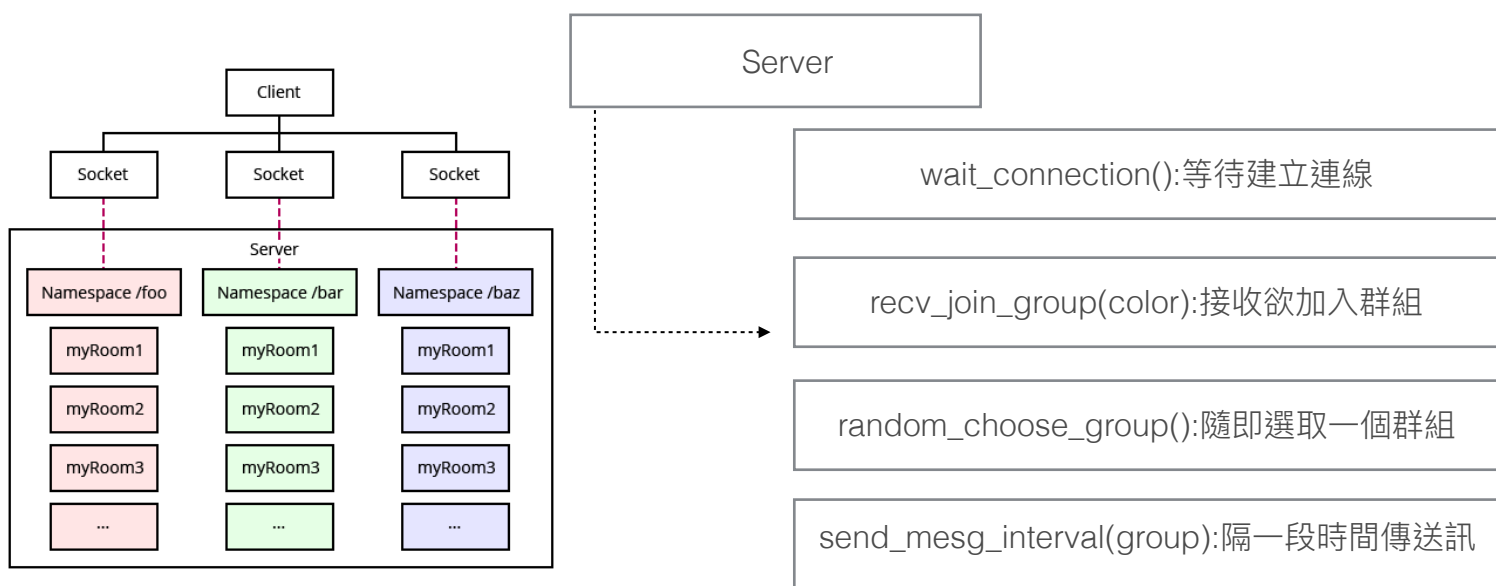 Client
Socket
Socket
Socket
Server
Namespace /foo
Namespace /bar
Namespace /baz
myRoom1
myRoom1
myRoom1
myRoom2
myRoom2
myRoom2
myRoom3
myRoom3
myRoom3
...
...
...
Server
wait_connection():等待建立連線
recv_join_group(color):接收欲加入群組
random_choose_group():隨即選取一個群組
send_mesg_interval(group):隔一段時間傳送訊